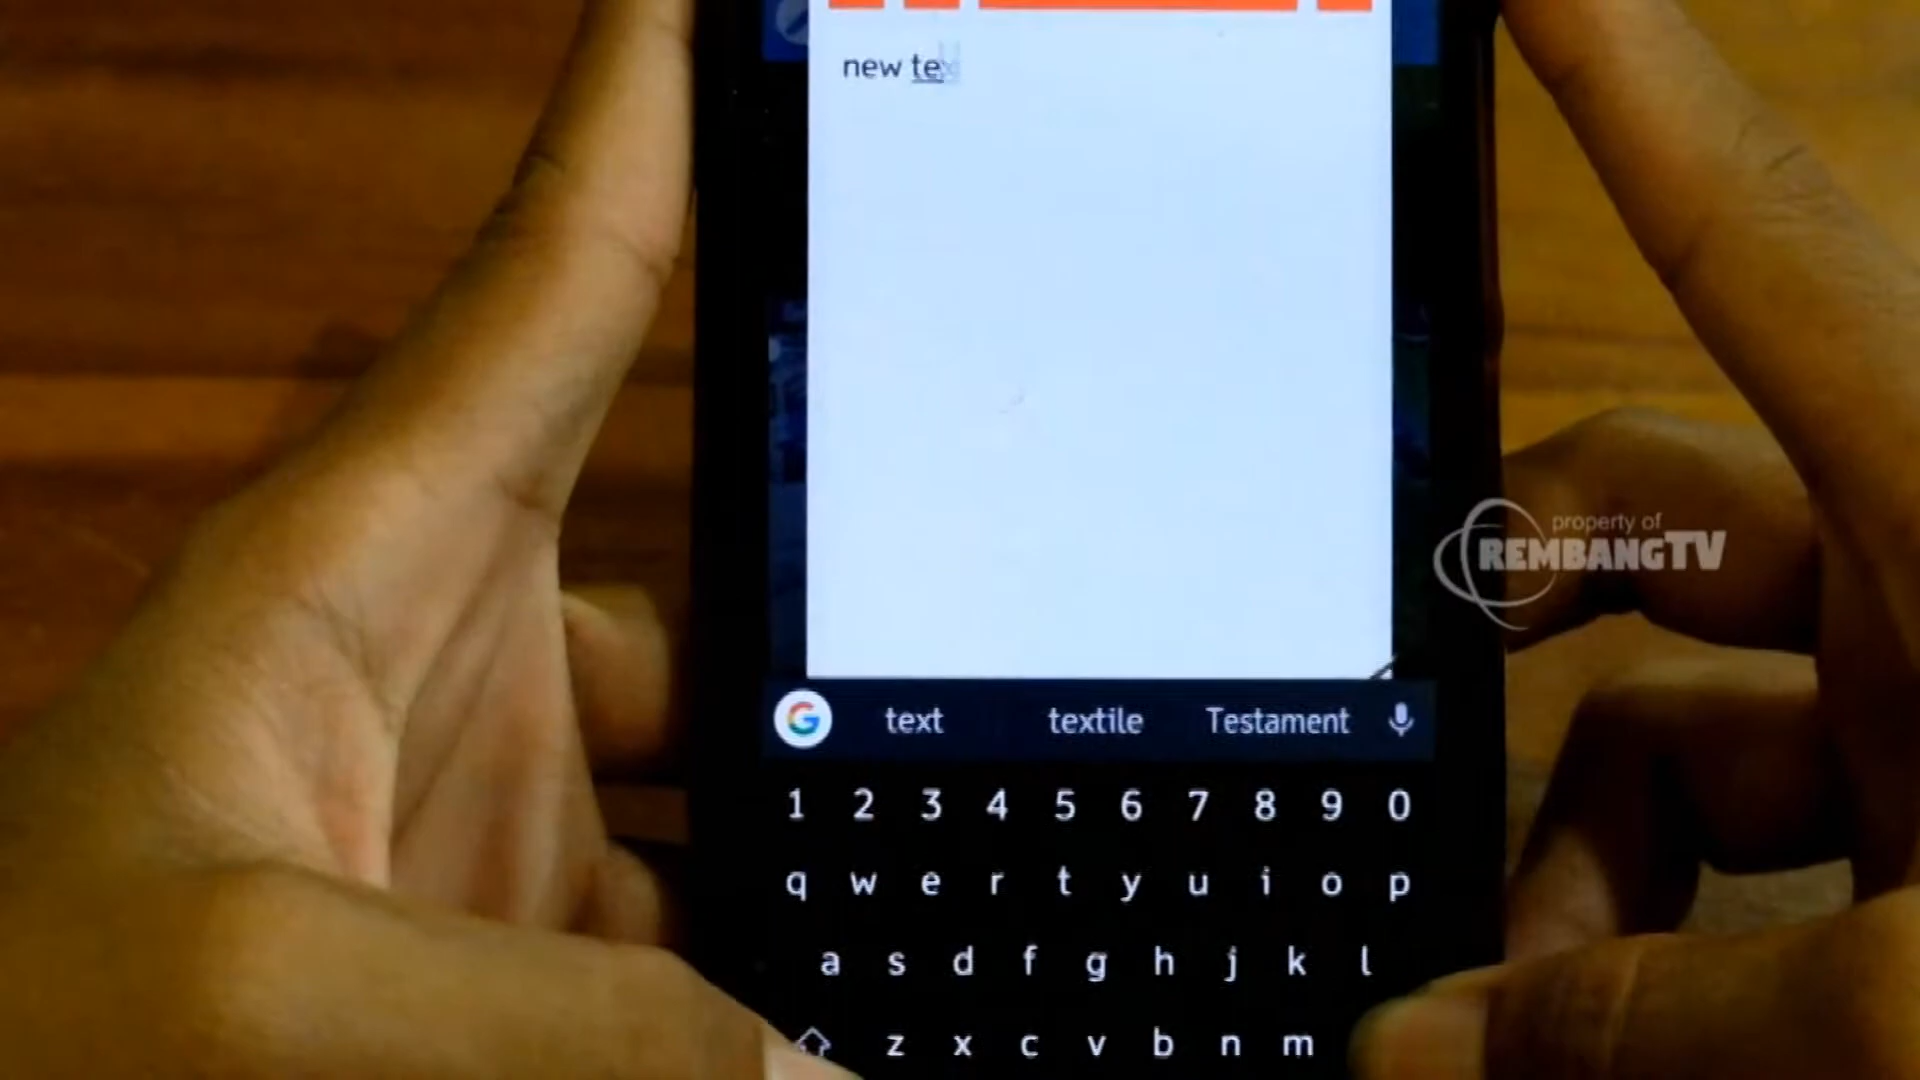 new te
property of
REMBANGTV
G text textile Testament
1 2 3 4 5 6 7 8 9 0
q w e r t y u i o p
a s d f g h j k l
z x c v b n m